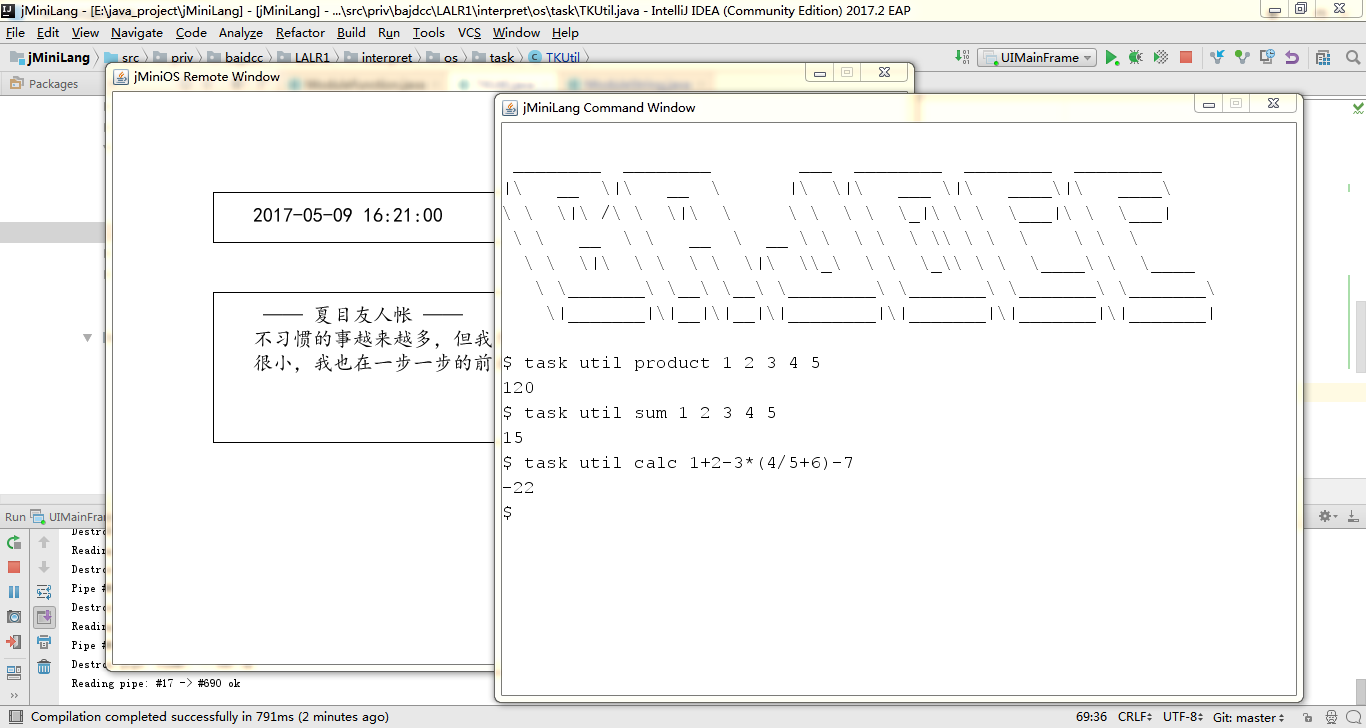 jMiniLang - [E:\java_project\jMiniLang] - [jMiniLang] - ...\src\priv\bajdcc\LALR1\interpret\os\task\TKUtil.java - IntelliJ IDEA (Community Edition) 2017.2 EAP
File Edit View Navigate Code Analyze Refactor Build Run Tools VCS Window Help
jMiniLang src priv bajdcc LALR1 interpret os task TKUtil UIMainFrame
Packages
jMiniOS Remote Window
2017-05-09 16:21:00
—— 夏目友人帐 ——
不习惯的事越来越多，但我
很小，我也在一步一步的前
jMiniLang Command Window
$ task util product 1 2 3 4 5
120
$ task util sum 1 2 3 4 5
15
$ task util calc 1+2-3*(4/5+6)-7
-22
$
Run UIMainFra
Destro
Readin
Destro
Pipe #
Destro
Readin
Pipe #
Destro
Reading pipe: #17 -> #690 ok
Compilation completed successfully in 791ms (2 minutes ago) 69:36 CRLF UTF-8 Git: master